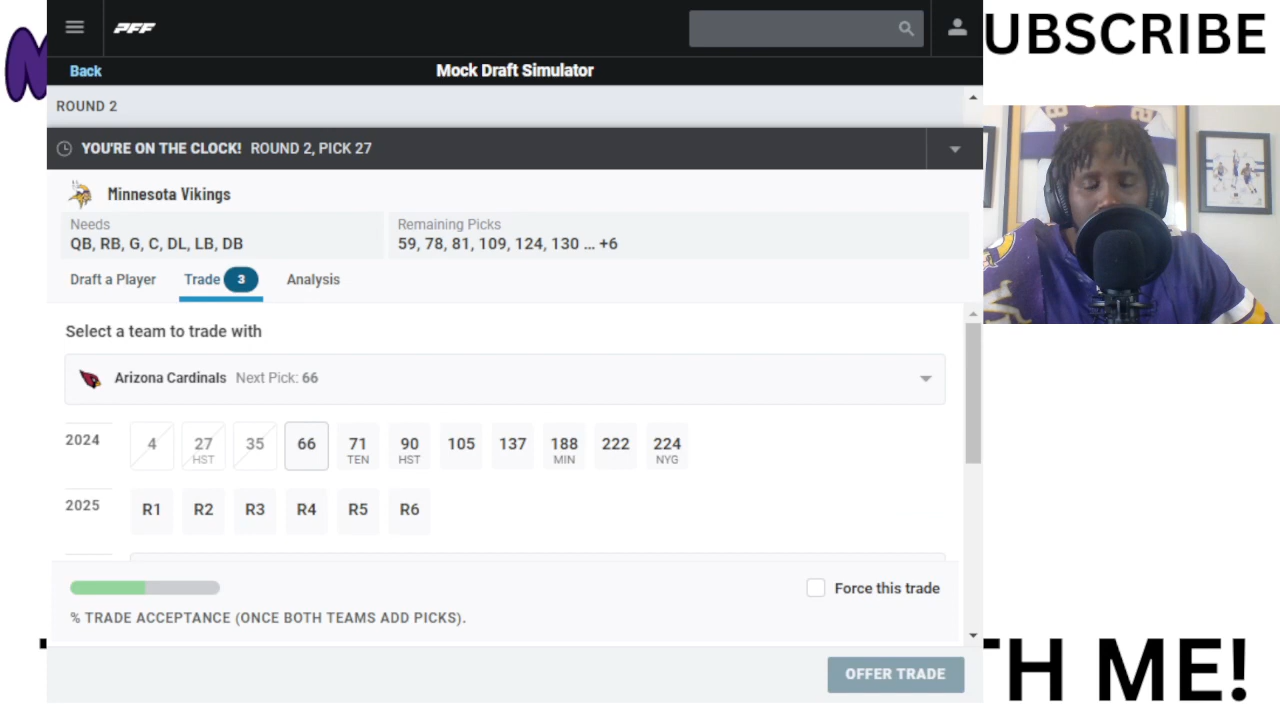 PFF
UBSCRIBE
Back
Mock Draft Simulator
ROUND 2
YOU'RE ON THE CLOCK! ROUND 2, PICK 27
Minnesota Vikings
Needs
QB, RB, G, C, DL, LB, DB
Remaining Picks
59, 78, 81, 109, 124, 130 ... +6
Draft a Player
Trade 3
Analysis
Select a team to trade with
Arizona Cardinals Next Pick: 66
2024
4
27 HST
35
66
71 TEN
90 HST
105
137
188 MIN
222
224 NYG
2025
R1
R2
R3
R4
R5
R6
Force this trade
% TRADE ACCEPTANCE (ONCE BOTH TEAMS ADD PICKS).
OFFER TRADE
TH ME!